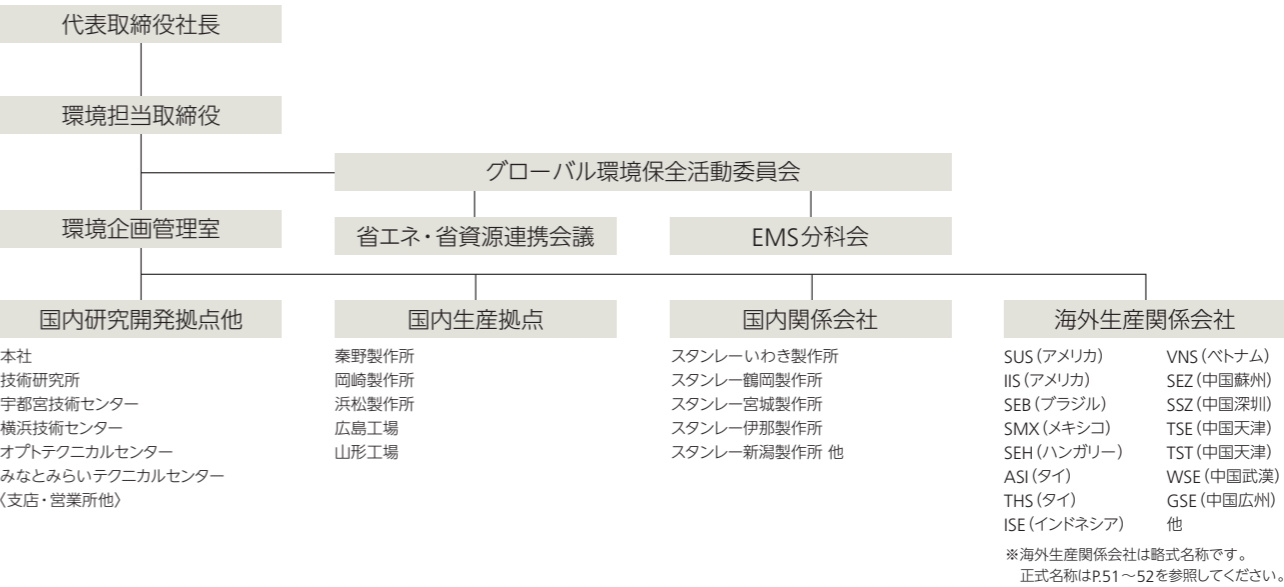 代表取締役社長
環境担当取締役
グローバル環境保全活動委員会
環境企画管理室
省エネ・省資源連携会議
EMS分科会
国内研究開発拠点他
本社
技術研究所
宇都宮技術センター
横浜技術センター
オプトテクニカルセンター
みなとみらいテクニカルセンター
〈支店・営業所他〉
国内生産拠点
秦野製作所
岡崎製作所
浜松製作所
広島工場
山形工場
国内関係会社
スタンレーいわき製作所
スタンレー鶴岡製作所
スタンレー宮城製作所
スタンレー伊那製作所
スタンレー新潟製作所 他
海外生産関係会社
SUS(アメリカ)
IIS(アメリカ)
SEB(ブラジル)
SMX(メキシコ)
SEH(ハンガリー)
ASI(タイ)
THS(タイ)
ISE(インドネシア)
VNS(ベトナム)
SEZ(中国蘇州)
SSZ(中国深圳)
TSE(中国天津)
TST(中国天津)
WSE(中国武漢)
GSE(中国広州)
他
※海外生産関係会社は略式名称です。
正式名称はP.51〜52を参照してください。